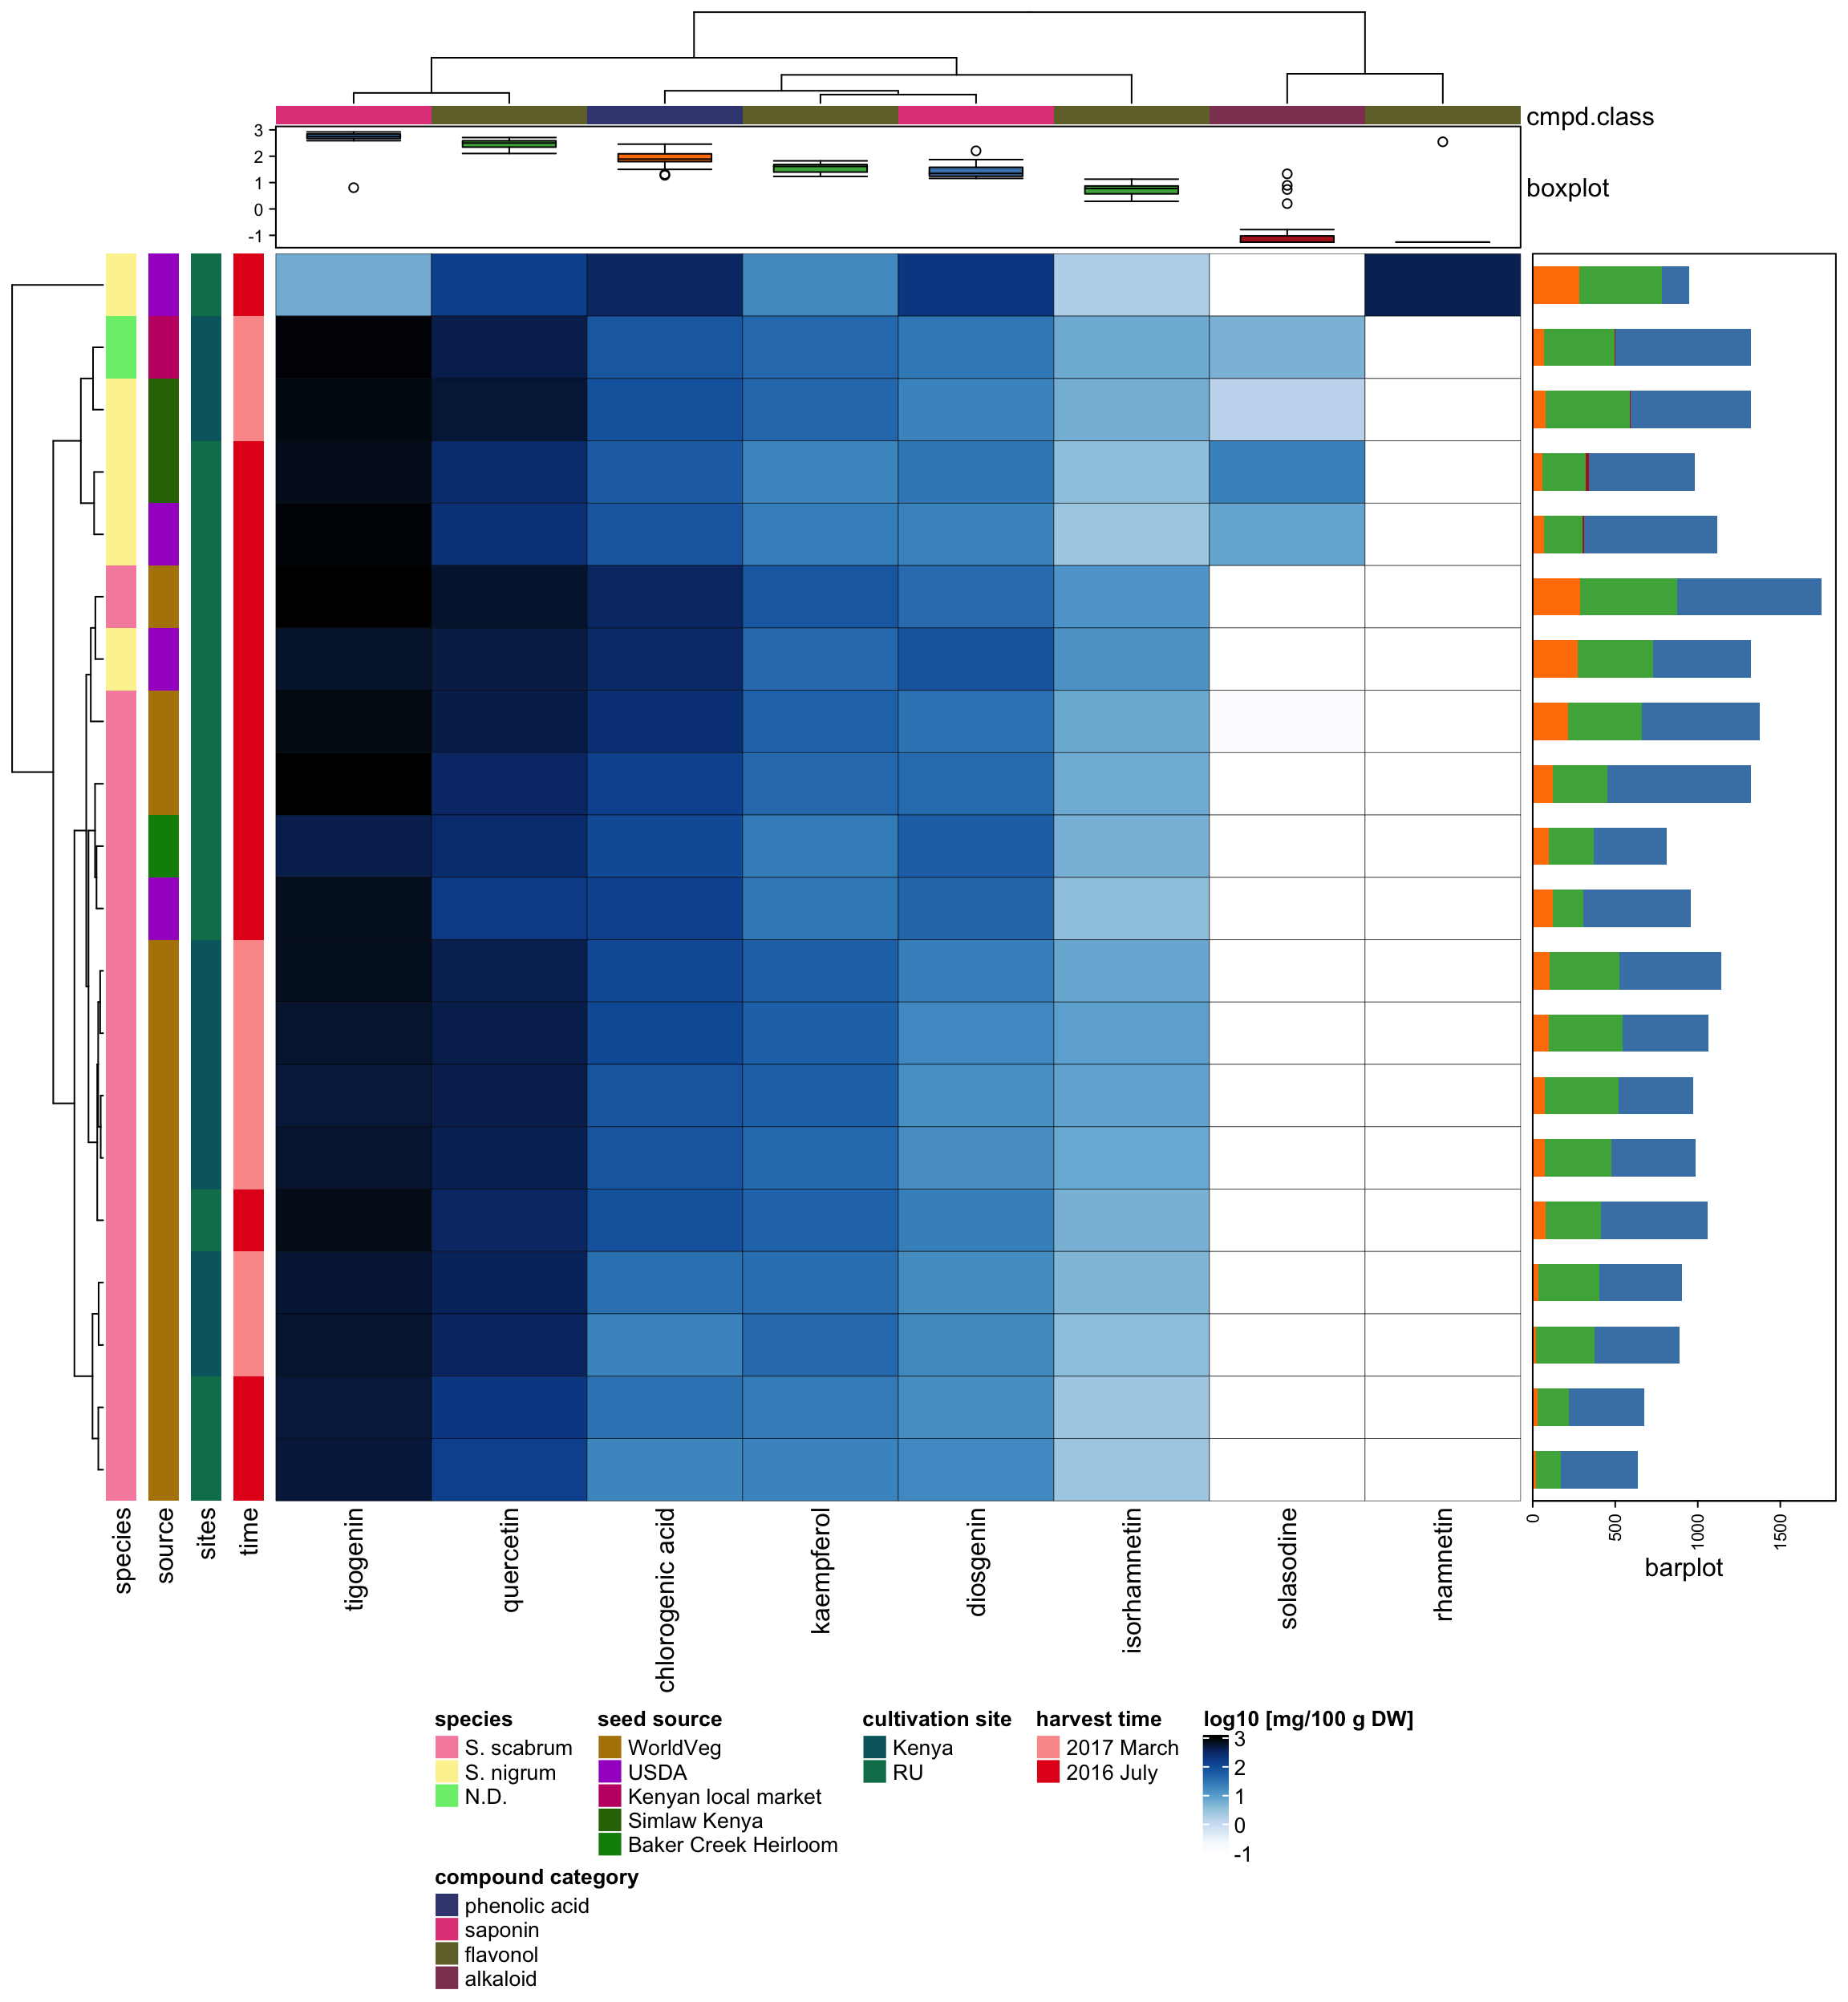 cmpd.class
3
2
1
0
-1
boxplot
species
source
sites
time
tigogenin
quercetin
chlorogenic acid
kaempferol
diosgenin
isorhamnetin
solasodine
rhamnetin
0
500
1000
1500
barplot
species
S. scabrum
S. nigrum
N.D.
seed source
WorldVeg
USDA
Kenyan local market
Simlaw Kenya
Baker Creek Heirloom
cultivation site
Kenya
RU
harvest time
2017 March
2016 July
log10 [mg/100 g DW]
3
2
1
0
-1
compound category
phenolic acid
saponin
flavonol
alkaloid